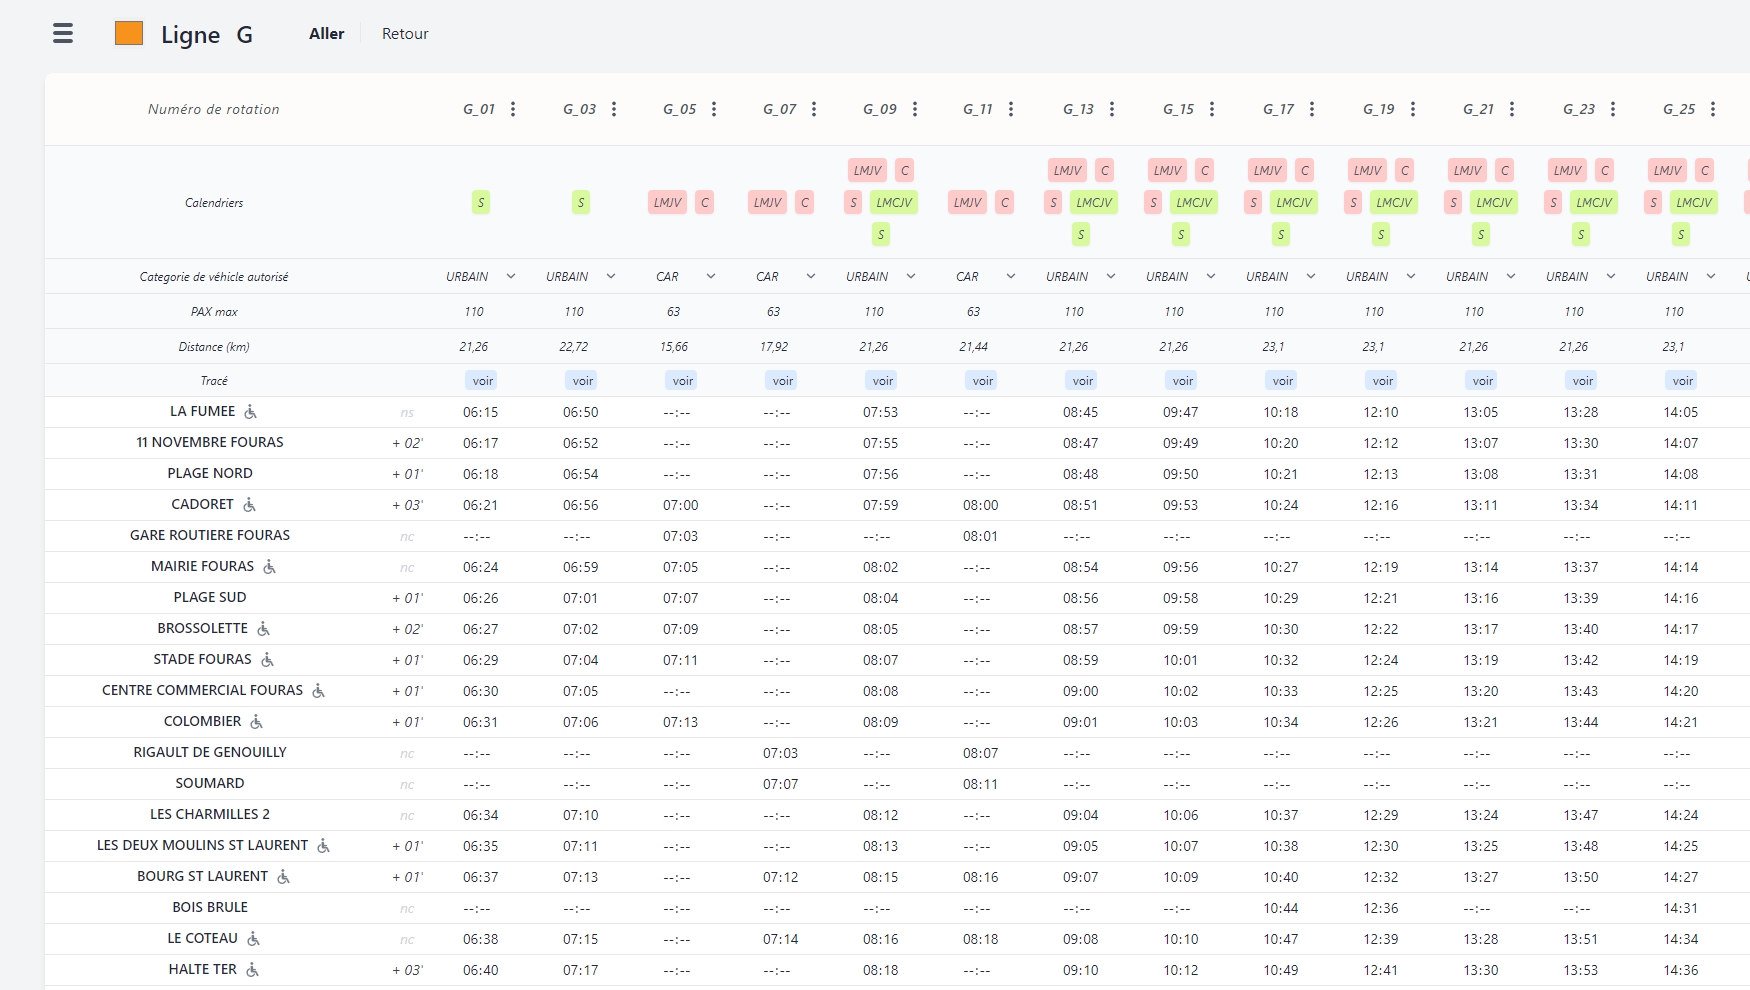 Ligne G Aller Retour
Numéro de rotation G_01 G_03 G_05 G_07 G_09 G_11 G_13 G_15 G_17 G_19 G_21 G_23 G_25
LMJV C LMJV C LMJV C LMJV C LMJV C LMJV C LMJV C LMJV C
Calendriers S S LMJV C LMJV C S LMCJV LMJV C S LMCJV S LMCJV S LMCJV S LMCJV S LMCJV S LMCJV S LMCJV
S S S S S S S S
Categorie de véhicle autorisé URBAIN URBAIN CAR CAR URBAIN CAR URBAIN URBAIN URBAIN URBAIN URBAIN URBAIN URBAIN
PAX max 110 110 63 63 110 63 110 110 110 110 110 110 110
Distance (km) 21,26 22,72 15,66 17,92 21,26 21,44 21,26 21,26 23,1 23,1 21,26 21,26 23,1
Tracé voir voir voir voir voir voir voir voir voir voir voir voir voir
LA FUMEE ns 06:15 06:50 --:-- --:-- 07:53 --:-- 08:45 09:47 10:18 12:10 13:05 13:28 14:05
11 NOVEMBRE FOURAS + 02' 06:17 06:52 --:-- --:-- 07:55 --:-- 08:47 09:49 10:20 12:12 13:07 13:30 14:07
PLAGE NORD + 01' 06:18 06:54 --:-- --:-- 07:56 --:-- 08:48 09:50 10:21 12:13 13:08 13:31 14:08
CADORET + 03' 06:21 06:56 07:00 --:-- 07:59 08:00 08:51 09:53 10:24 12:16 13:11 13:34 14:11
GARE ROUTIERE FOURAS nc --:-- --:-- 07:03 --:-- --:-- 08:01 --:-- --:-- --:-- --:-- --:-- --:-- --:--
MAIRIE FOURAS nc 06:24 06:59 07:05 --:-- 08:02 --:-- 08:54 09:56 10:27 12:19 13:14 13:37 14:14
PLAGE SUD + 01' 06:26 07:01 07:07 --:-- 08:04 --:-- 08:56 09:58 10:29 12:21 13:16 13:39 14:16
BROSSOLETTE + 02' 06:27 07:02 07:09 --:-- 08:05 --:-- 08:57 09:59 10:30 12:22 13:17 13:40 14:17
STADE FOURAS + 01' 06:29 07:04 07:11 --:-- 08:07 --:-- 08:59 10:01 10:32 12:24 13:19 13:42 14:19
CENTRE COMMERCIAL FOURAS + 01' 06:30 07:05 --:-- --:-- 08:08 --:-- 09:00 10:02 10:33 12:25 13:20 13:43 14:20
COLOMBIER + 01' 06:31 07:06 07:13 --:-- 08:09 --:-- 09:01 10:03 10:34 12:26 13:21 13:44 14:21
RIGAULT DE GENOUILLY nc --:-- --:-- --:-- 07:03 --:-- 08:07 --:-- --:-- --:-- --:-- --:-- --:-- --:--
SOUMARD nc --:-- --:-- --:-- 07:07 --:-- 08:11 --:-- --:-- --:-- --:-- --:-- --:-- --:--
LES CHARMILLES 2 nc 06:34 07:10 --:-- --:-- 08:12 --:-- 09:04 10:06 10:37 12:29 13:24 13:47 14:24
LES DEUX MOULINS ST LAURENT + 01' 06:35 07:11 --:-- --:-- 08:13 --:-- 09:05 10:07 10:38 12:30 13:25 13:48 14:25
BOURG ST LAURENT + 01' 06:37 07:13 --:-- 07:12 08:15 08:16 09:07 10:09 10:40 12:32 13:27 13:50 14:27
BOIS BRULE nc --:-- --:-- --:-- --:-- --:-- --:-- --:-- --:-- 10:44 12:36 --:-- --:-- 14:31
LE COTEAU nc 06:38 07:15 --:-- 07:14 08:16 08:18 09:08 10:10 10:47 12:39 13:28 13:51 14:34
HALTE TER + 03' 06:40 07:17 --:-- --:-- 08:18 --:-- 09:10 10:12 10:49 12:41 13:30 13:53 14:36